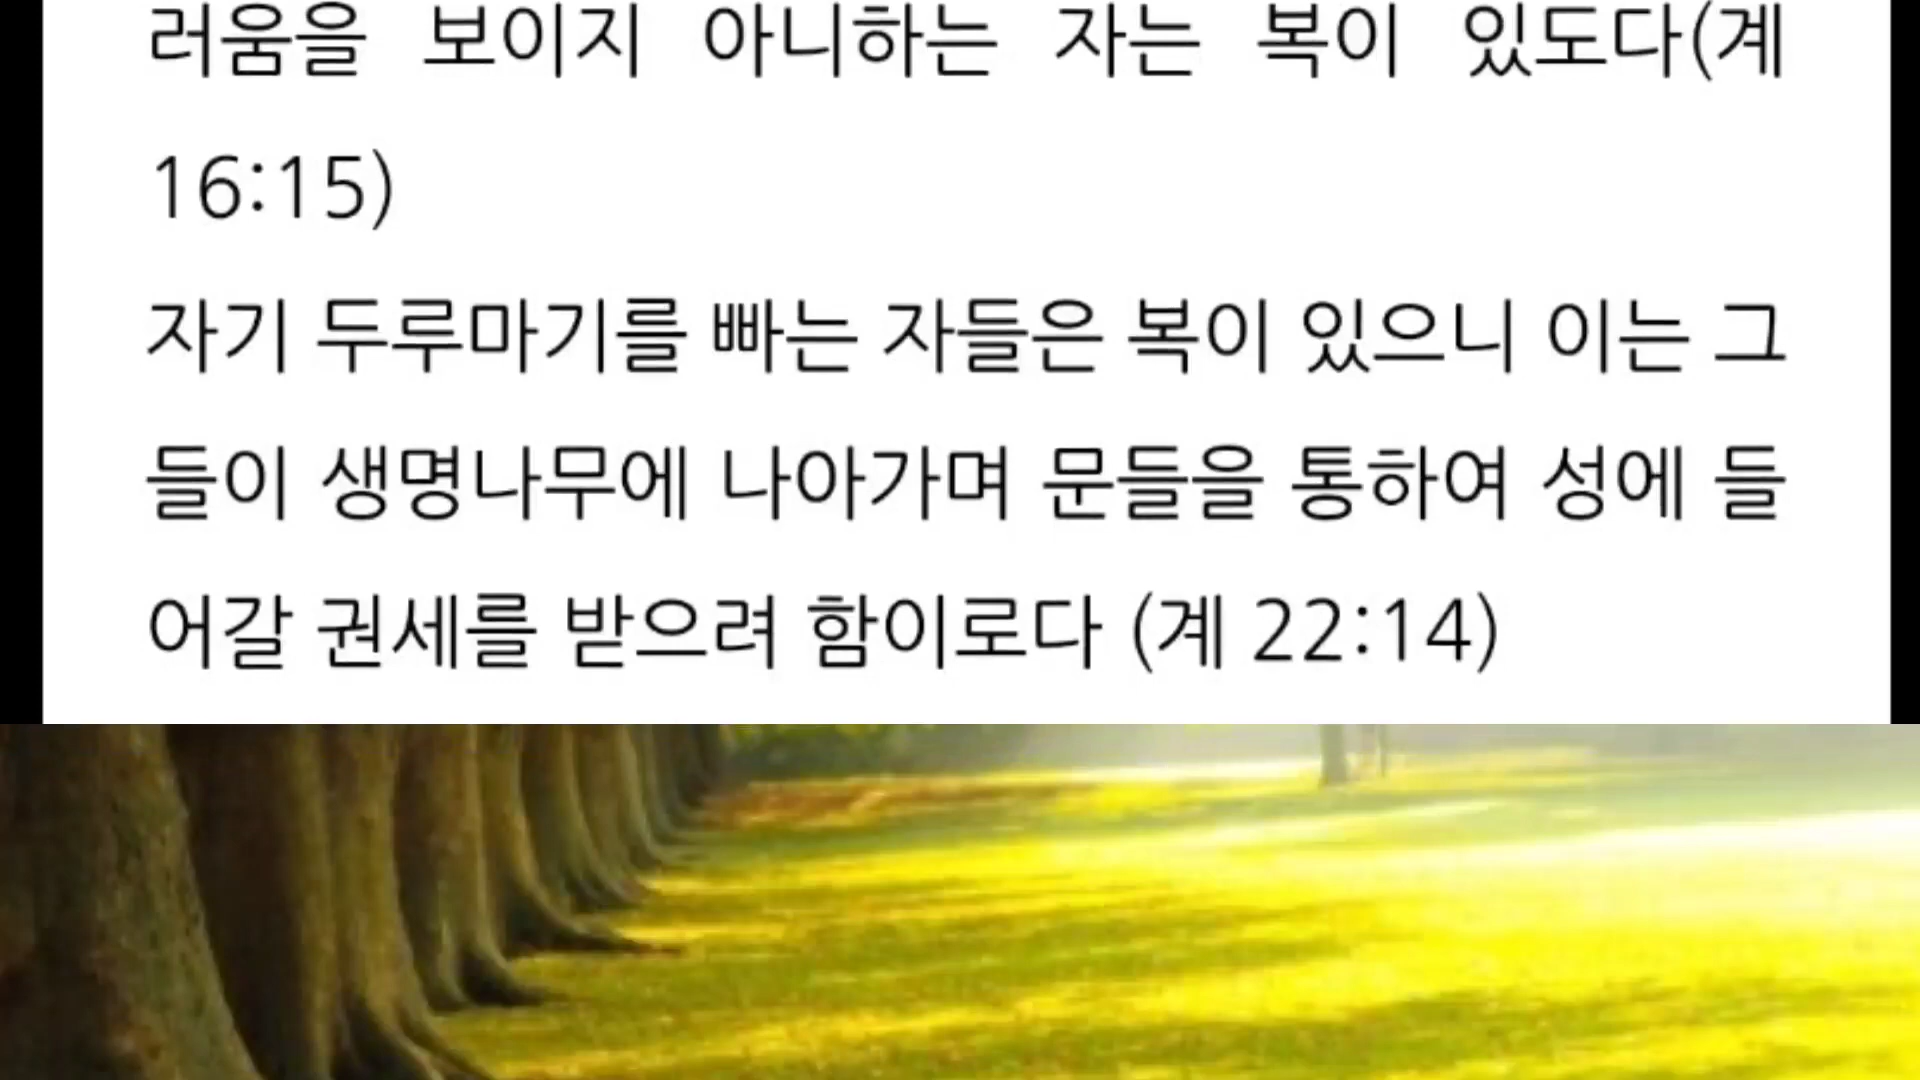 러움을 보이지 아니하는 자는 복이 있도다(계
16:15)
자기 두루마기를 빠는 자들은 복이 있으니 이는 그
들이 생명나무에 나아가며 문들을 통하여 성에 들
어갈 권세를 받으려 함이로다 (계 22:14)